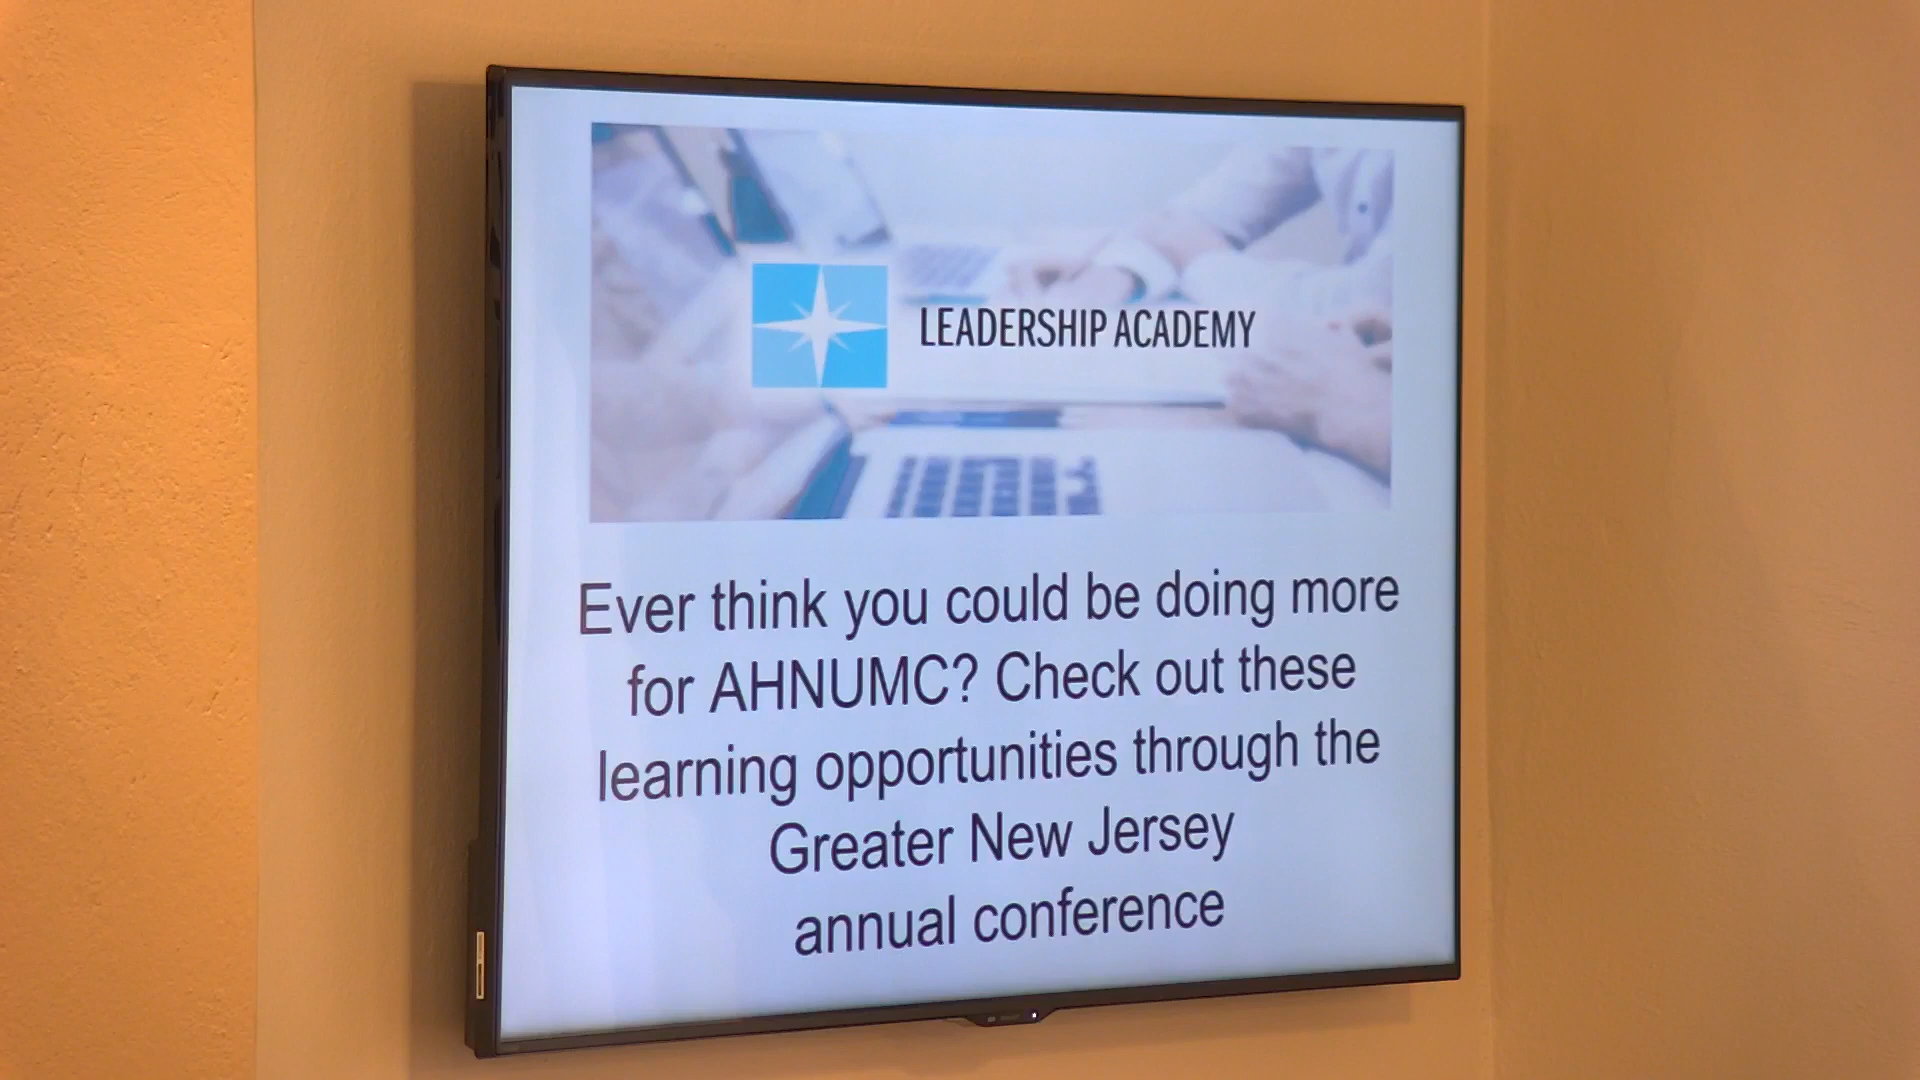 LEADERSHIP ACADEMY
Ever think you could be doing more
for AHNUMC? Check out these
learning opportunities through the
Greater New Jersey
annual conference